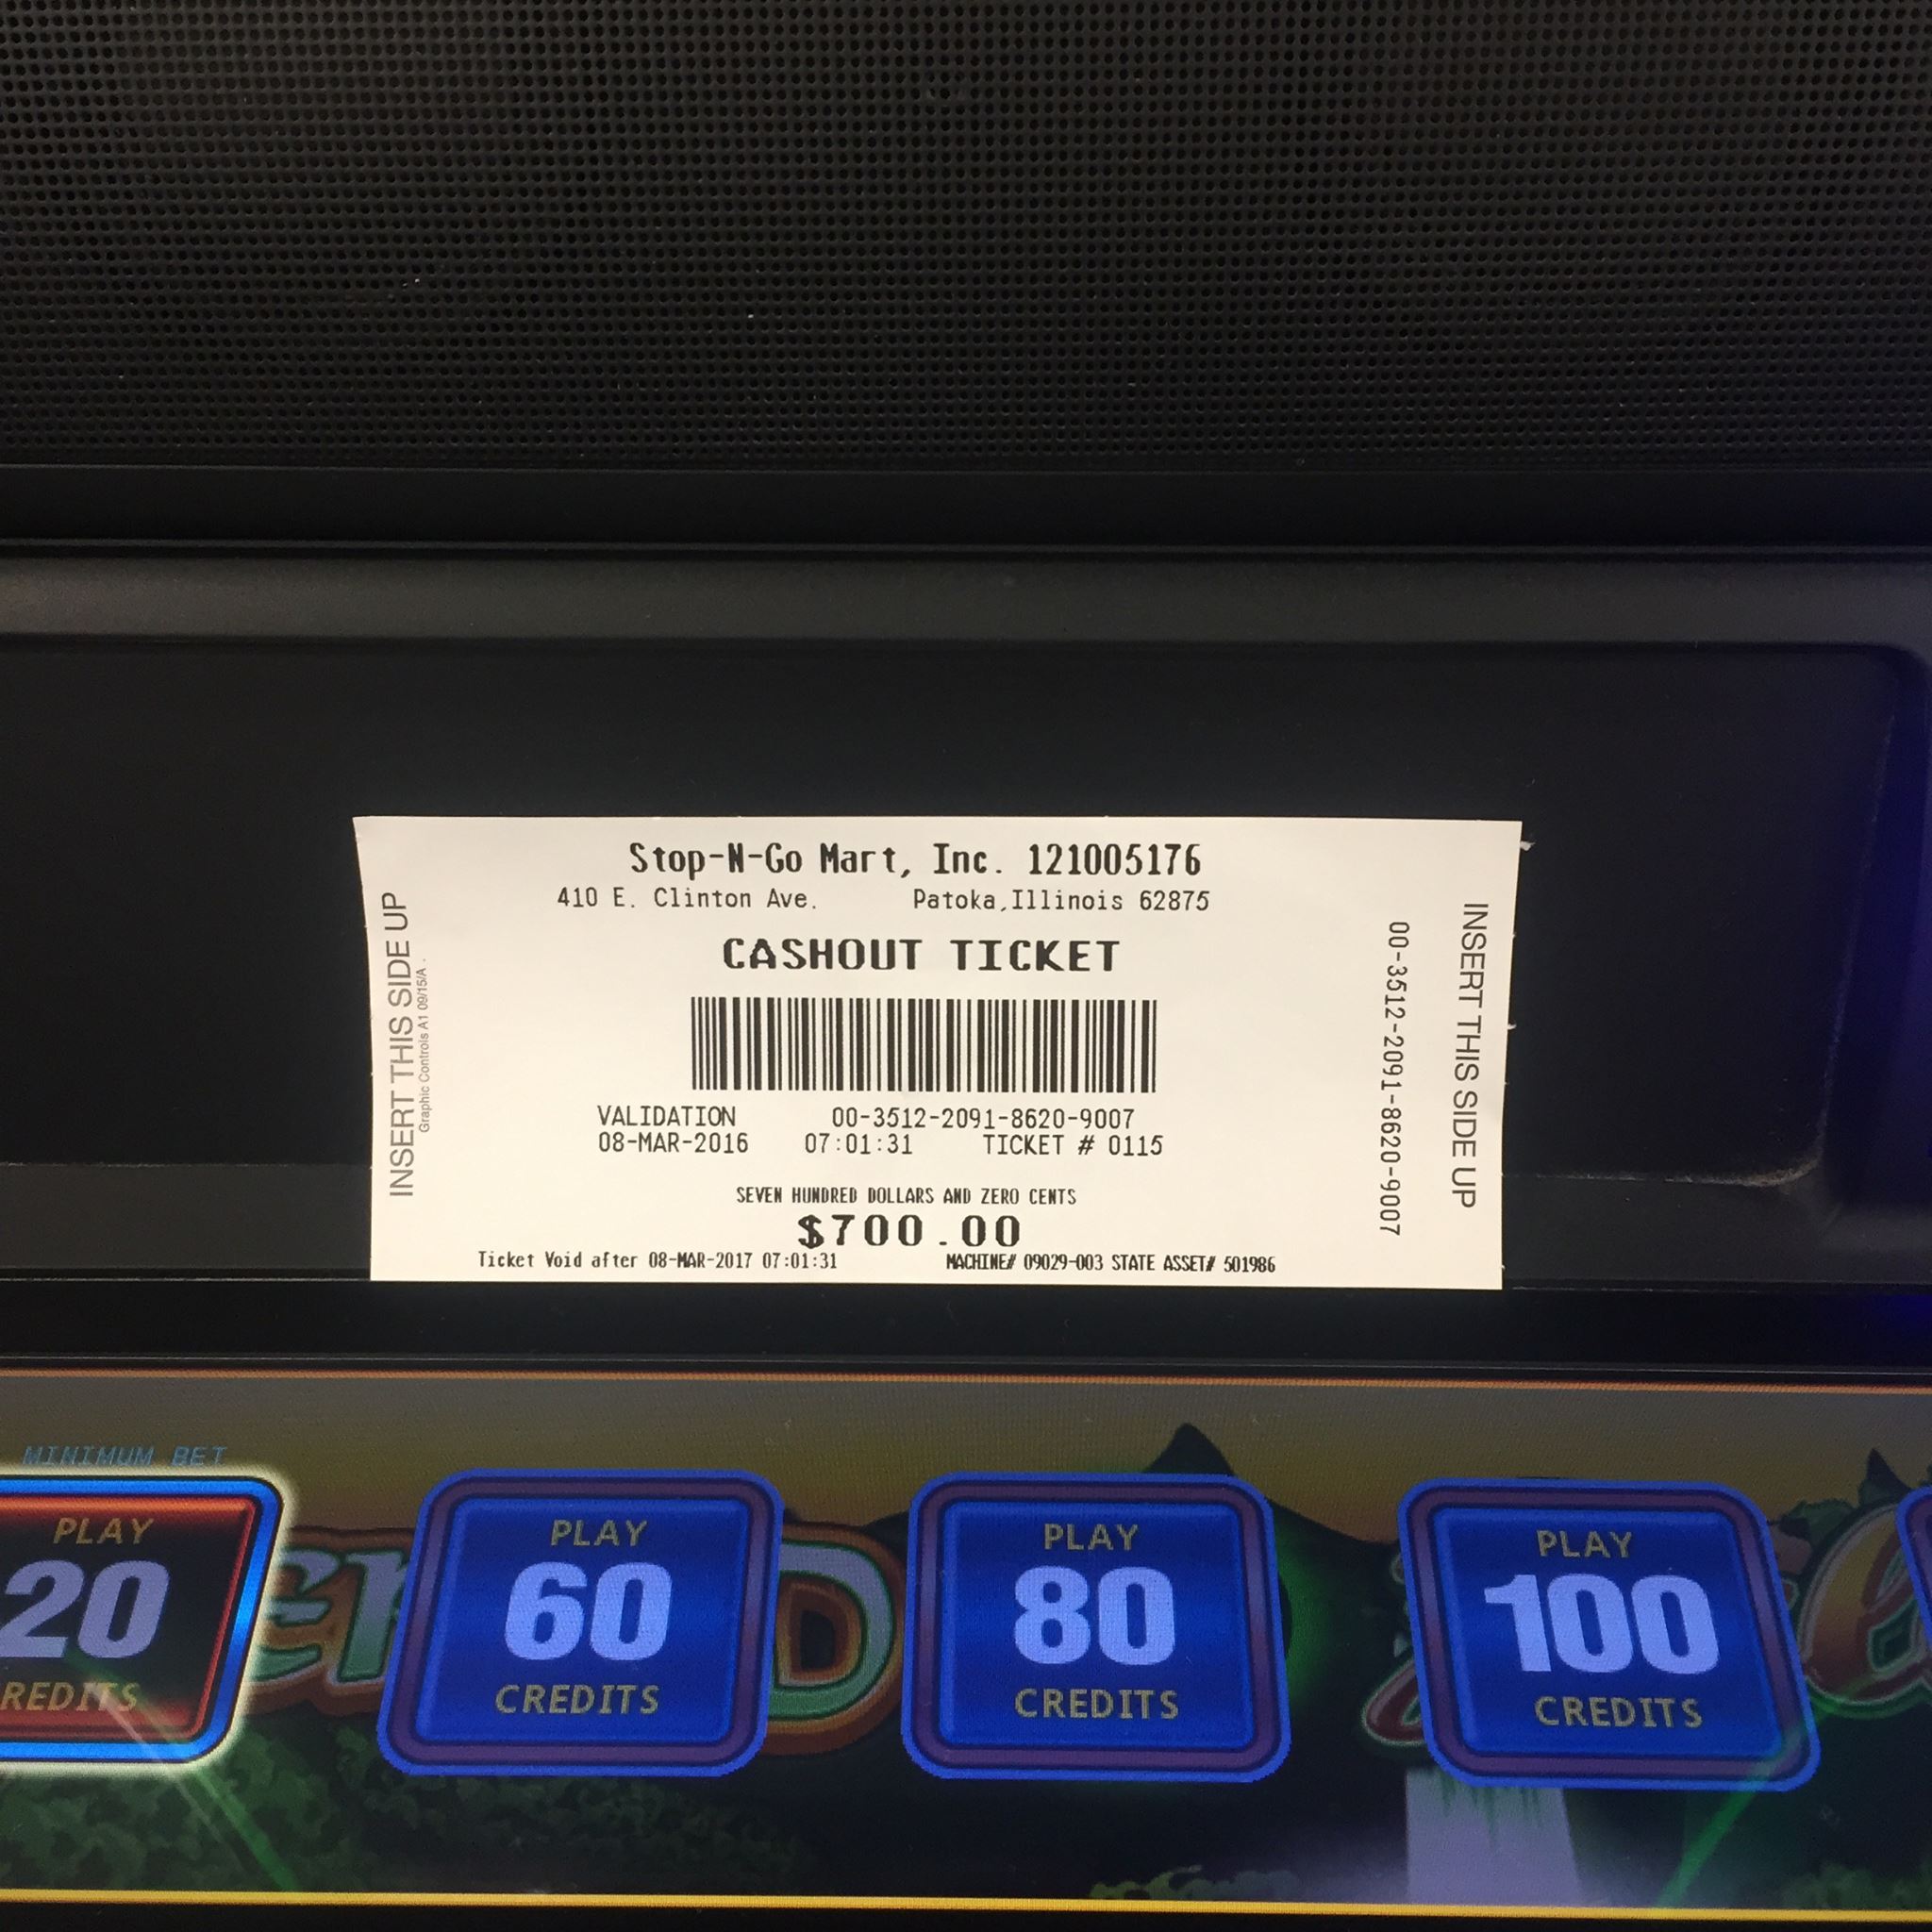 Stop-N-Go Mart, Inc. 121005176
410 E. Clinton Ave. Patoka,Illinois 62875
CASHOUT TICKET
INSERT THIS SIDE UP
Graphic Controls A1 09/15/A.
VALIDATION 00-3512-2091-8620-9007
08-MAR-2016 07:01:31 TICKET # 0115
SEVEN HUNDRED DOLLARS AND ZERO CENTS
$700.00
Ticket Void after 08-MAR-2017 07:01:31 MACHINE# 09029-003 STATE ASSET# 501986
00-3512-2091-8620-9007
INSERT THIS SIDE UP
MINIMUM BET
PLAY
20
REDITS
PLAY
60
CREDITS
PLAY
80
CREDITS
PLAY
100
CREDITS